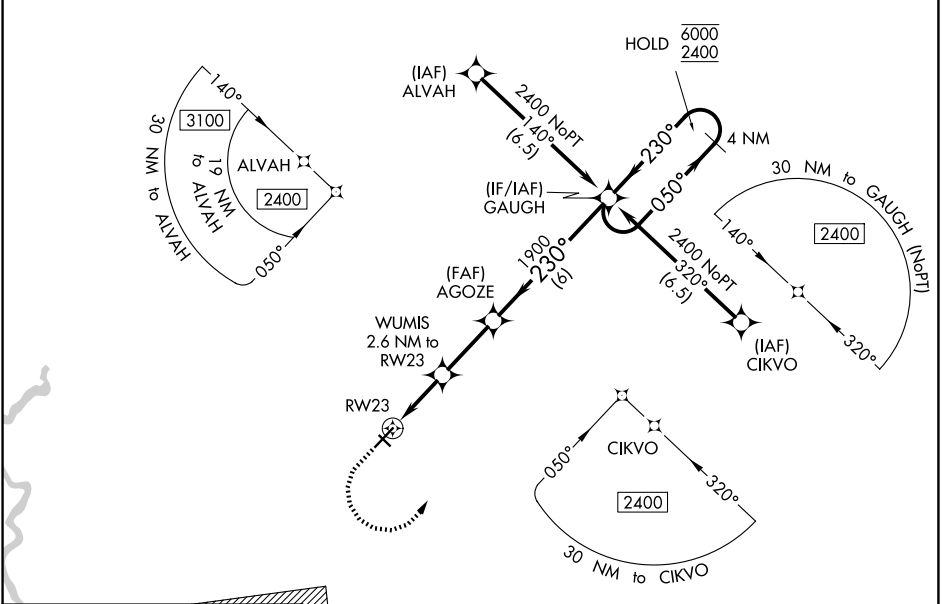 HOLD 6000
2400
(IAF)
ALVAH
2400 NoPT
140°
(6.5)
230°
050°
4 NM
(IF/IAF)
GAUGH
2400 NoPT
320°
(6.5)
(IAF)
CIKVO
1900
230°
(6)
(FAF)
AGOZE
WUMIS
2.6 NM to
RW23
RW23
140°
3100
ALVAH
2400
19 NM
to ALVAH
30 NM to ALVAH
050°
30 NM to GAUGH (NoPT)
140°
2400
320°
CIKVO
050°
320°
2400
30 NM to CIKVO